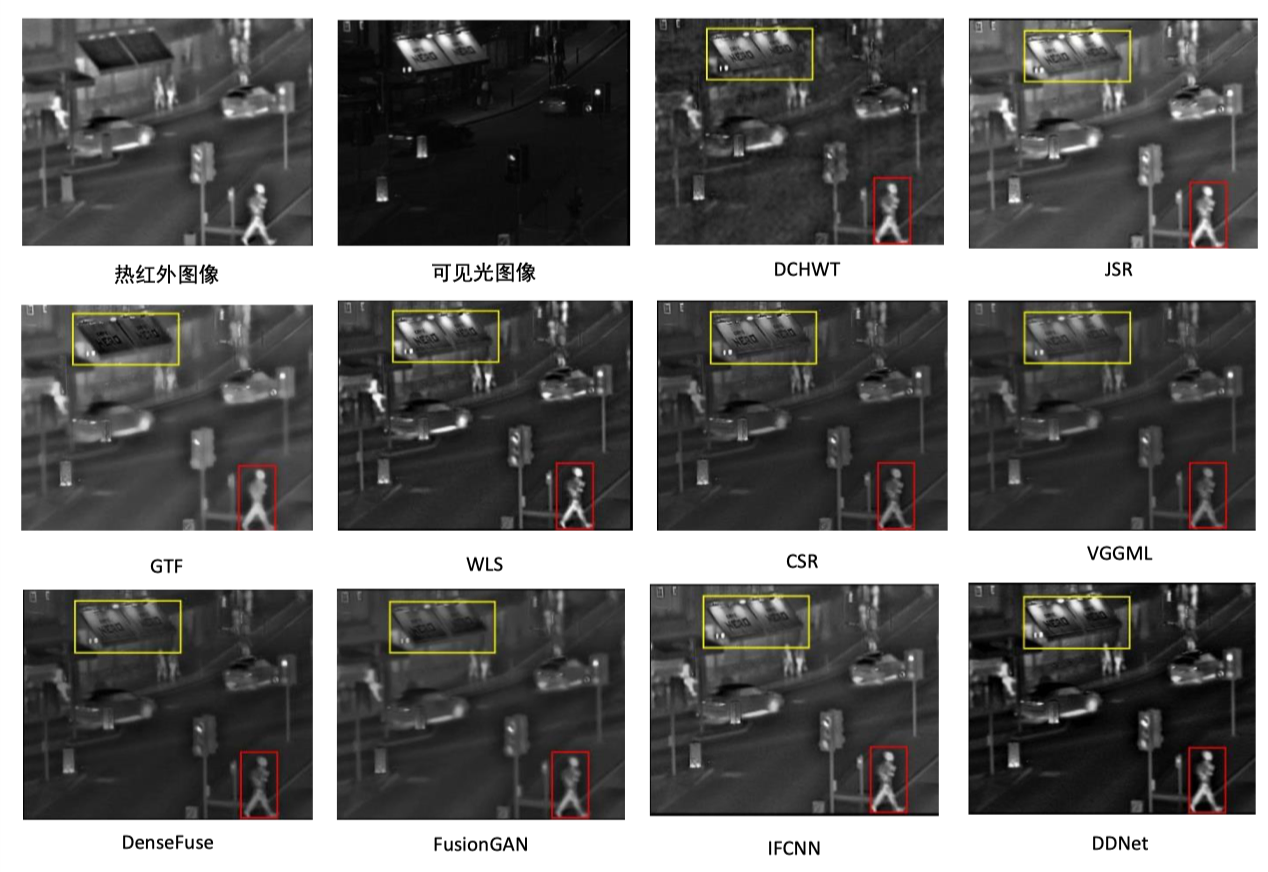 热红外图像
可见光图像
DCHWT
JSR
GTF
WLS
CSR
VGGML
DenseFuse
FusionGAN
IFCNN
DDNet